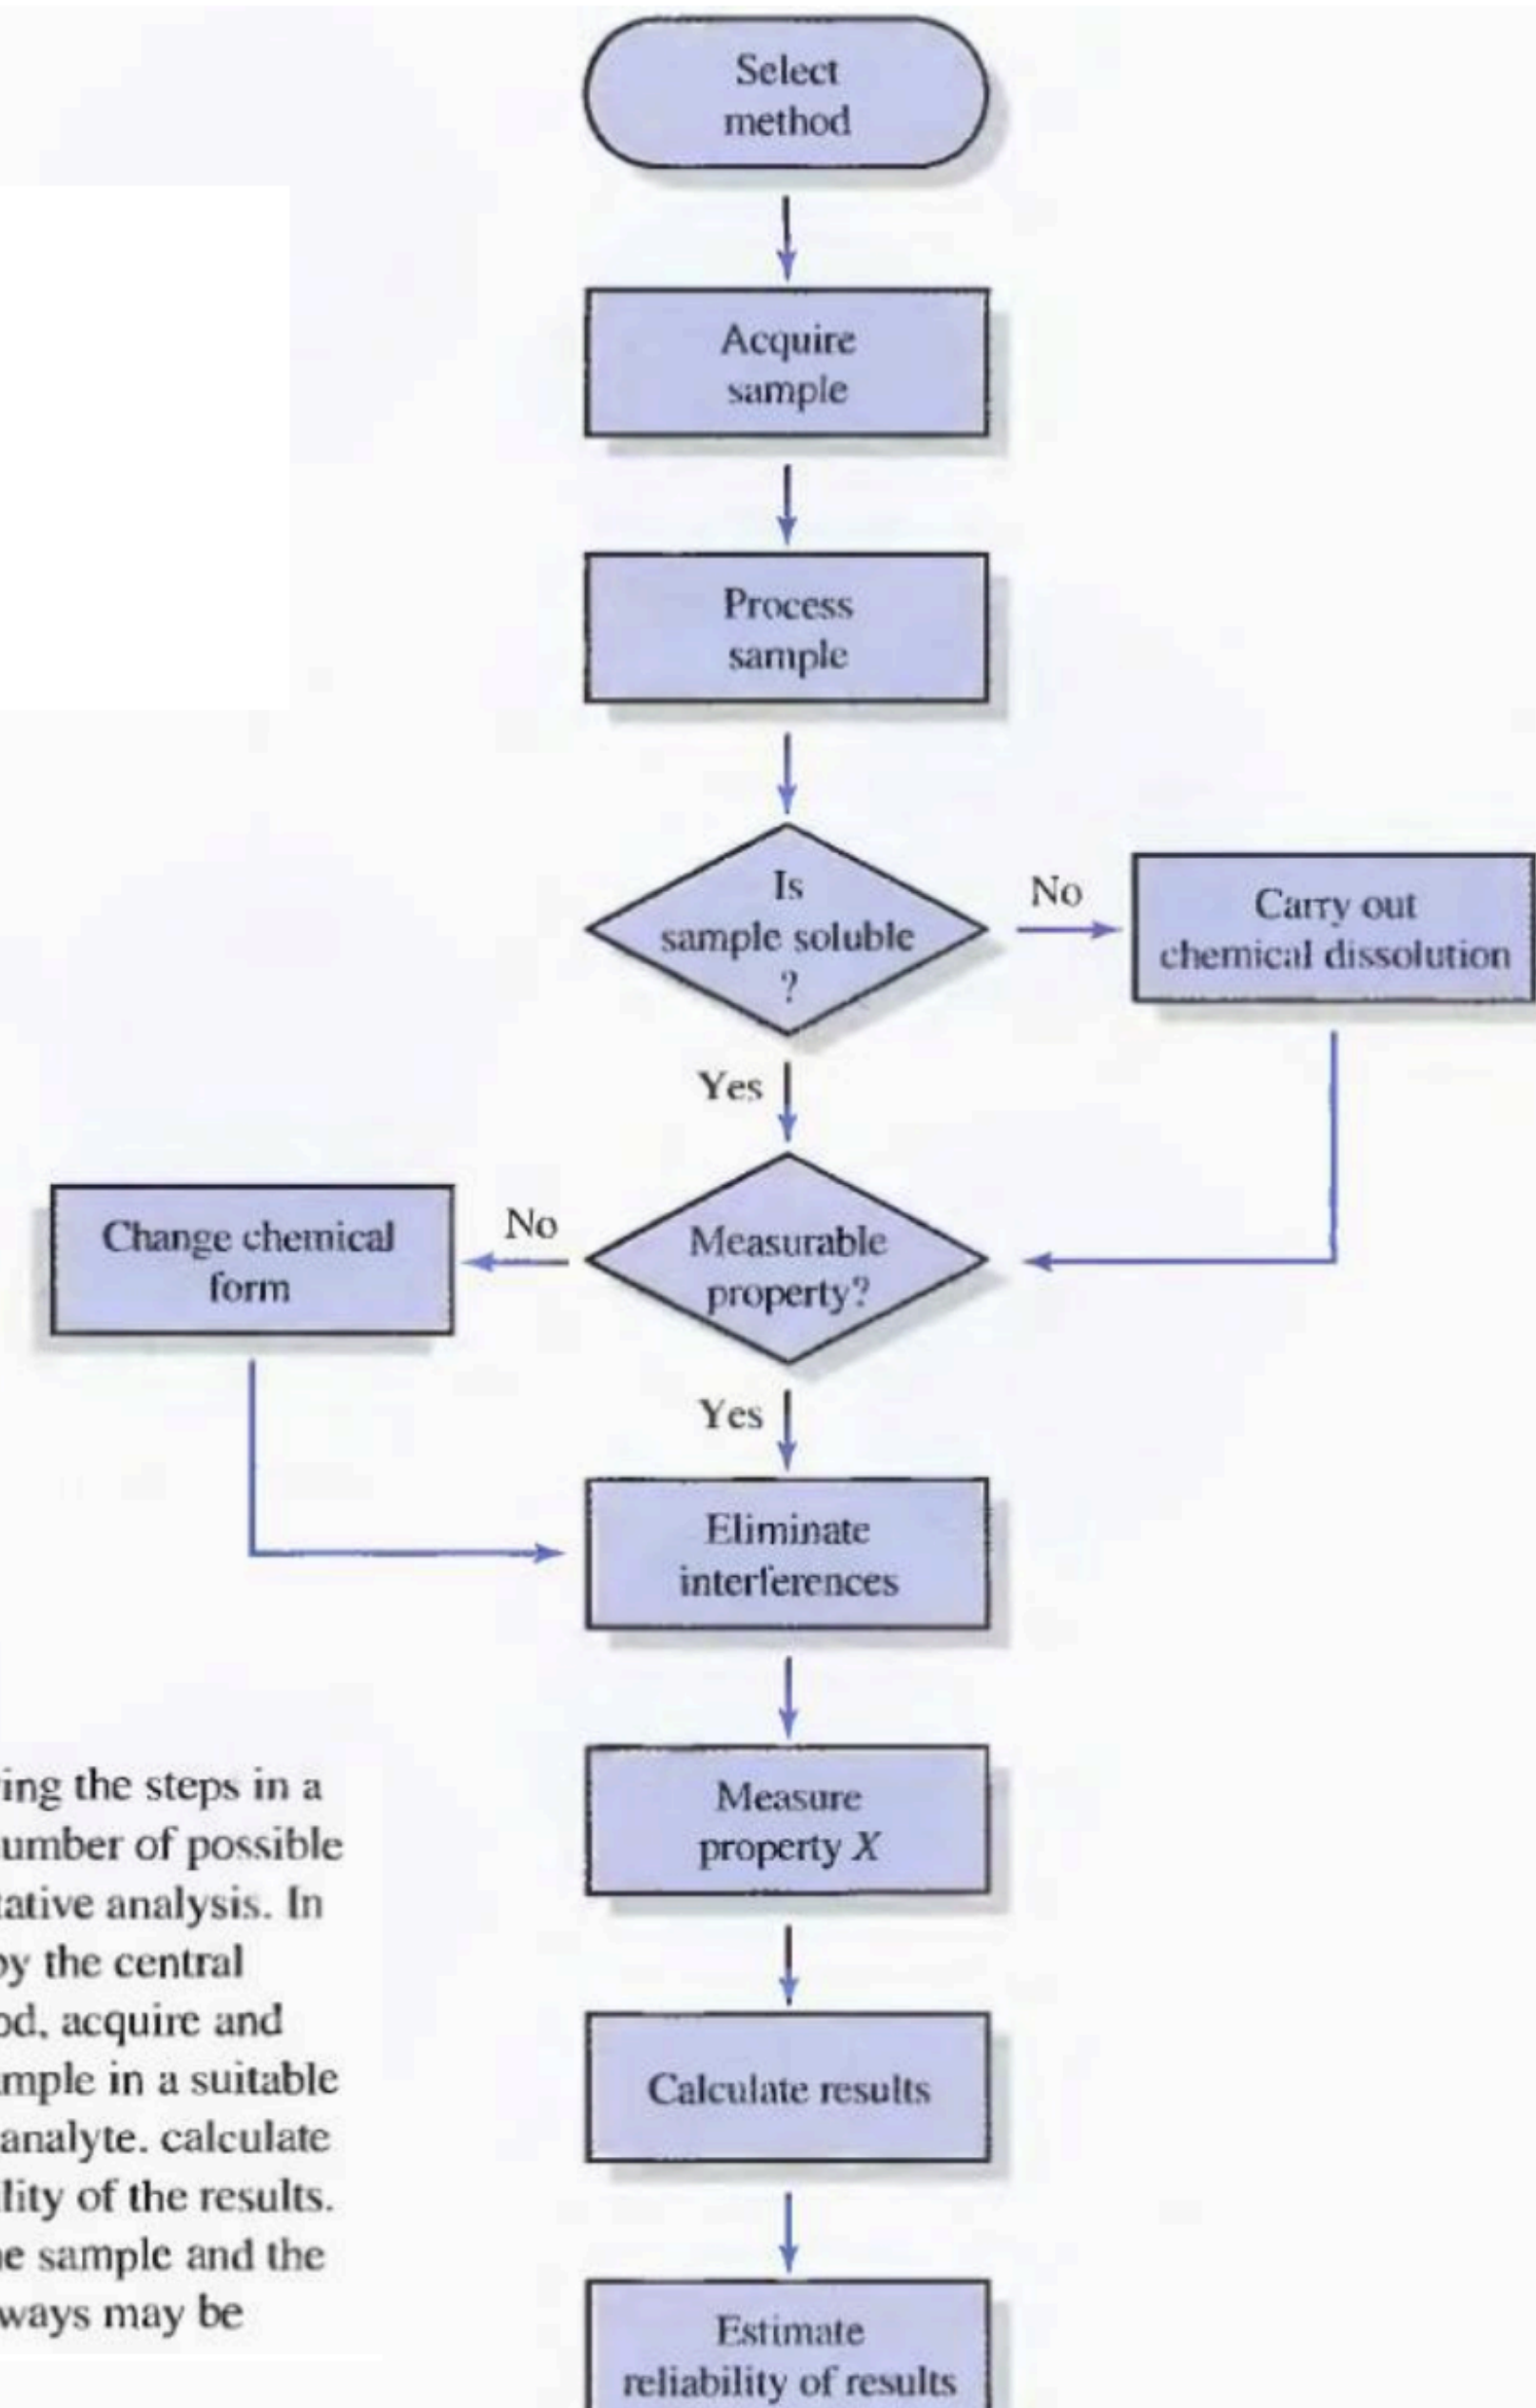 Select
method
Acquire
sample
Process
sample
Is
sample soluble
?
No
Carry out
chemical dissolution
Yes
Change chemical
form
No
Measurable
property?
Yes
Eliminate
interferences
Measure
property X
Calculate results
Estimate
reliability of results
ing the steps in a
umber of possible
tative analysis. In
by the central
od, acquire and
mple in a suitable
analyte. calculate
lity of the results.
e sample and the
ways may be